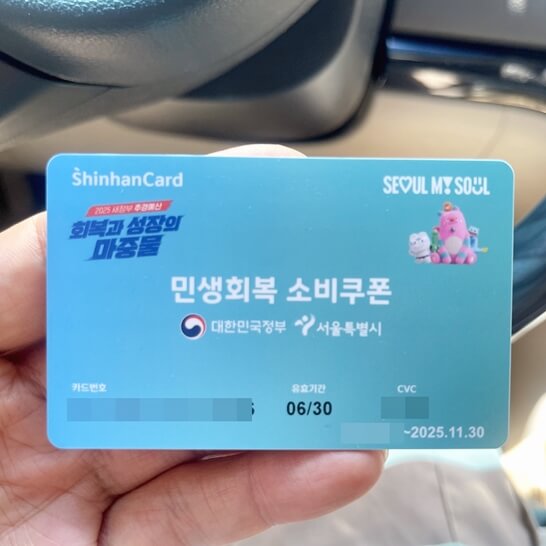 ShinhanCard
SEOUL MY SOUL
2025 새정부 추경예산
회복과 성장의
마중물
민생회복 소비쿠폰
대한민국정부 서울특별시
카드번호 유효기간 CVC
06/30
~2025.11.30